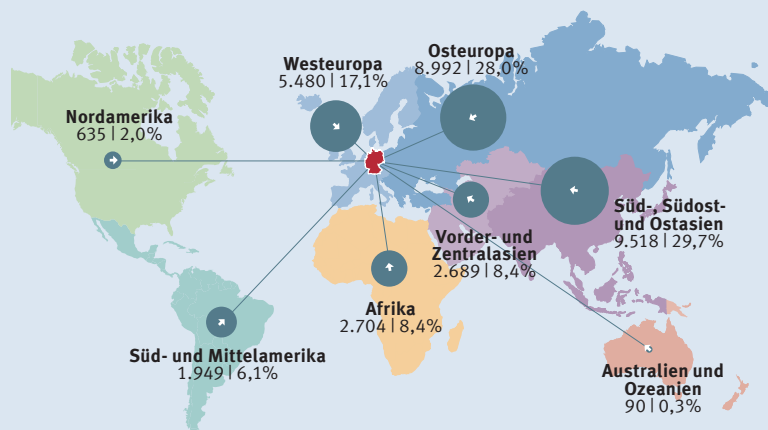 Westeuropa
5.480 | 17,1%
Osteuropa
8.992 | 28,0%
Nordamerika
635 | 2,0%
Süd-, Südost-
und Ostasien
9.518 | 29,7%
Vorder- und
Zentralasien
2.689 | 8,4%
Afrika
2.704 | 8,4%
Süd- und Mittelamerika
1.949 | 6,1%
Australien und
Ozeanien
90 | 0,3%